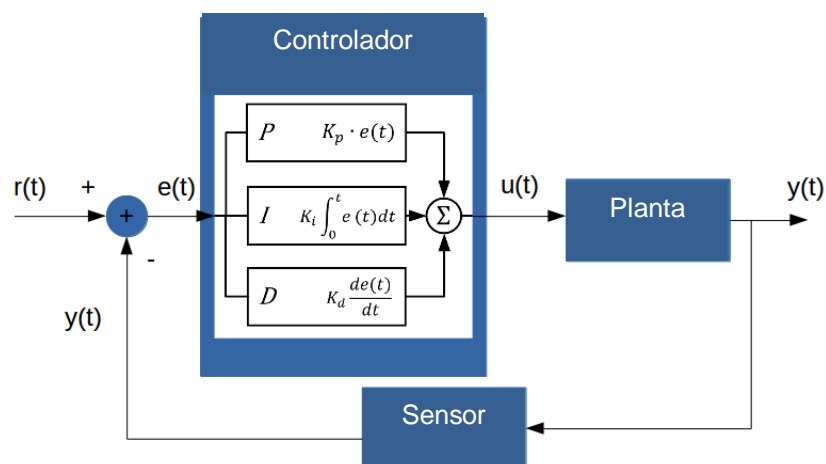 Controlador
P K_p · e(t)
r(t) + e(t) u(t) y(t)
+ I K_i ∫_0^t e(t)dt Σ Planta
-
D K_d de(t)/dt
y(t)
Sensor